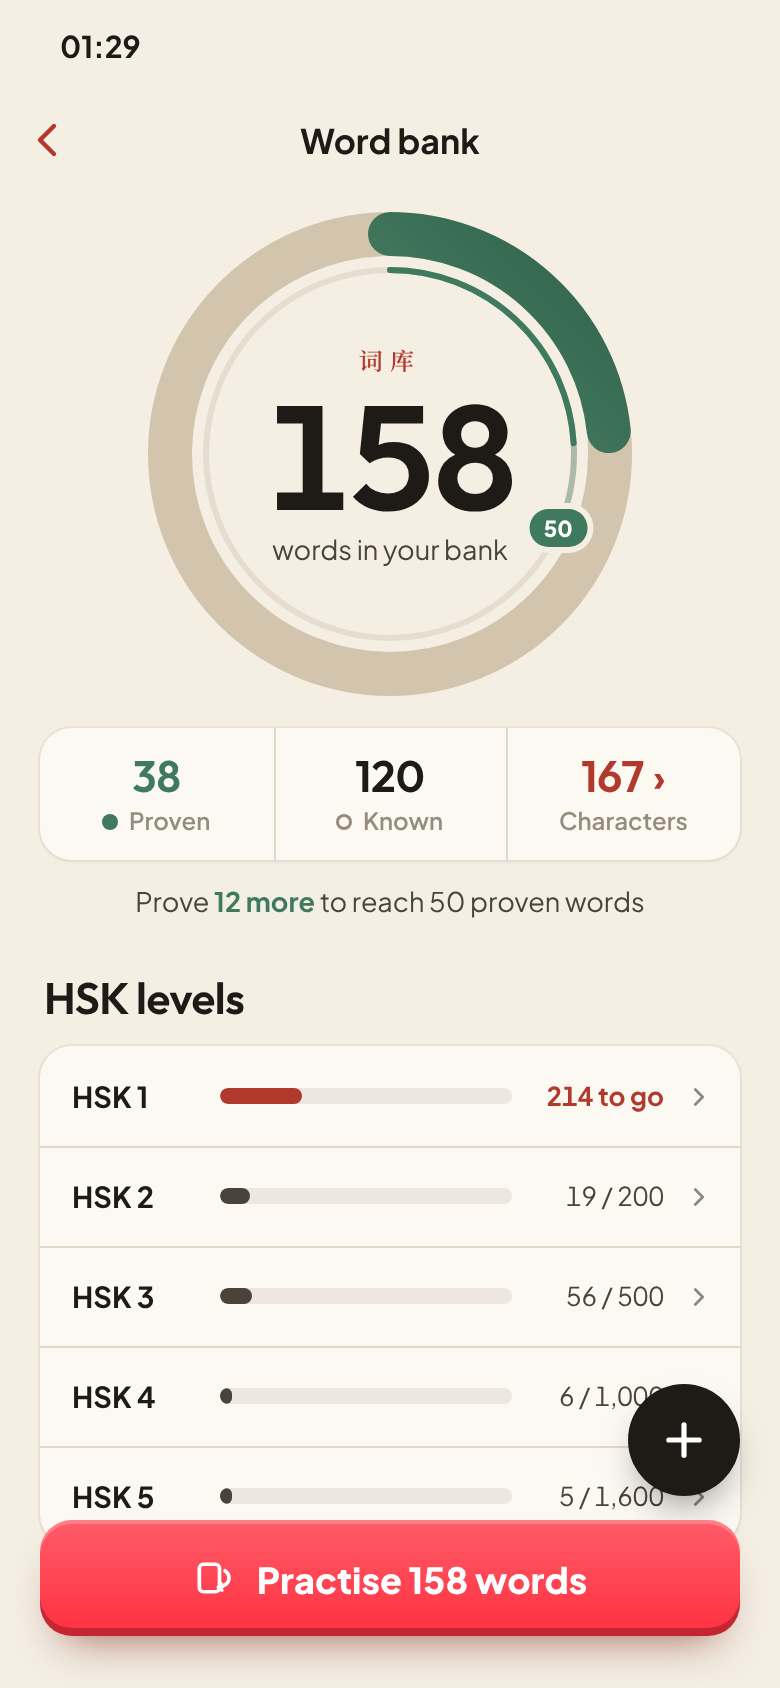 01:29
Word bank
词库
158
words in your bank
50
38
Proven
120
Known
167 ›
Characters
Prove 12 more to reach 50 proven words
HSK levels
HSK 1 214 to go
HSK 2 19 / 200
HSK 3 56 / 500
HSK 4 6 / 1,000
HSK 5 5 / 1,600
Practise 158 words